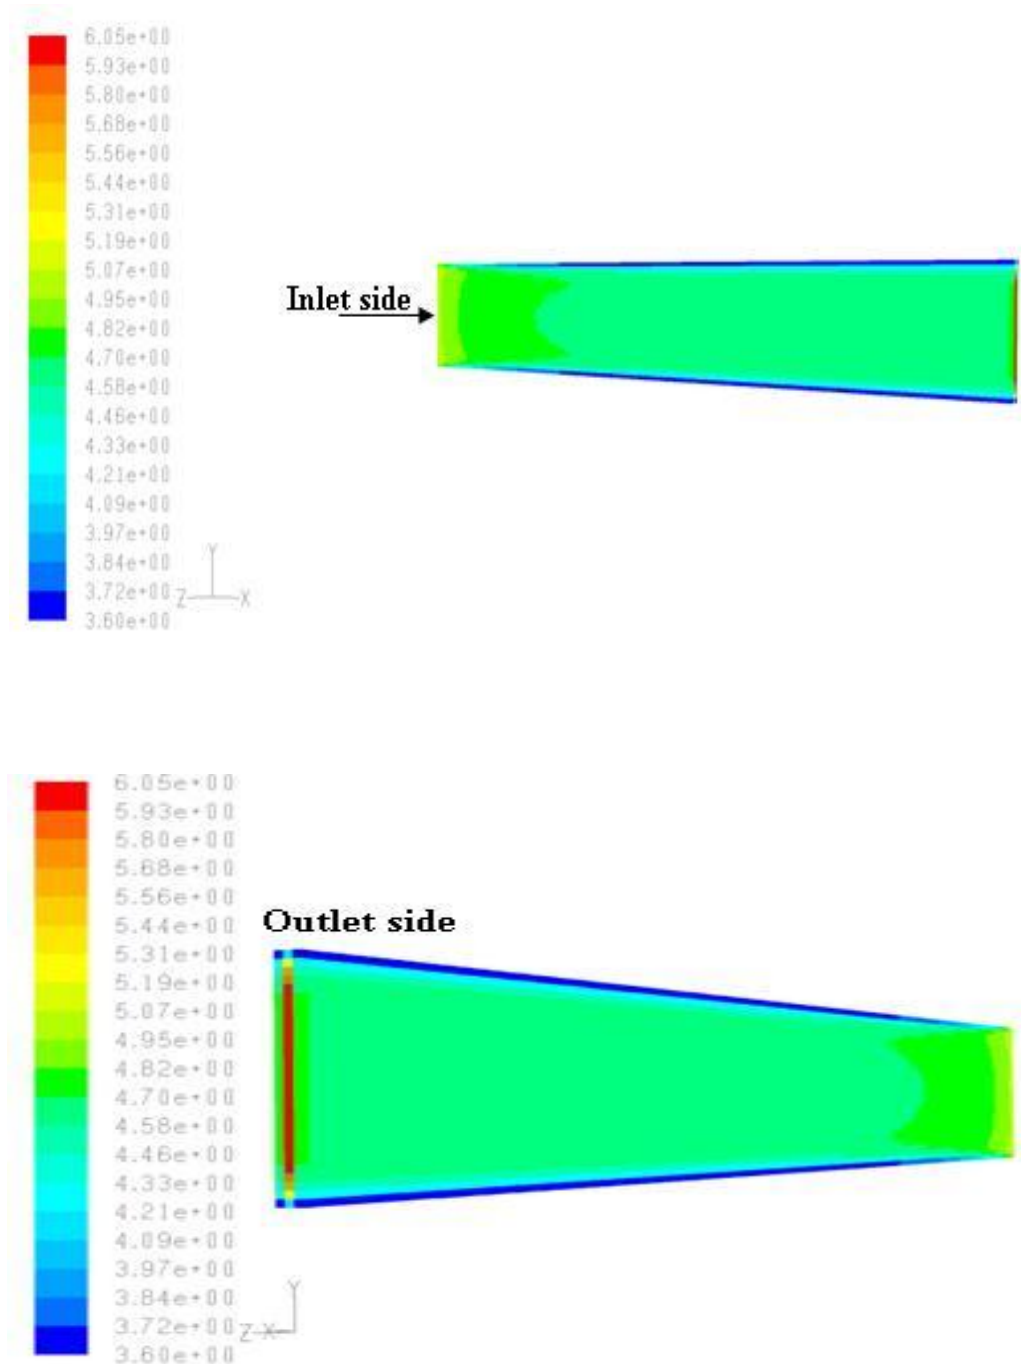 6.05e+00
5.93e+00
5.80e+00
5.68e+00
5.56e+00
5.44e+00
5.31e+00
5.19e+00
5.07e+00
4.95e+00
4.82e+00
4.70e+00
4.58e+00
4.46e+00
4.33e+00
4.21e+00
4.09e+00
3.97e+00
3.84e+00
3.72e+00
3.60e+00
Inlet side
Y
Z X
6.05e+00
5.93e+00
5.80e+00
5.68e+00
5.56e+00
5.44e+00
5.31e+00
5.19e+00
5.07e+00
4.95e+00
4.82e+00
4.70e+00
4.58e+00
4.46e+00
4.33e+00
4.21e+00
4.09e+00
3.97e+00
3.84e+00
3.72e+00
3.60e+00
Outlet side
Y
Z X